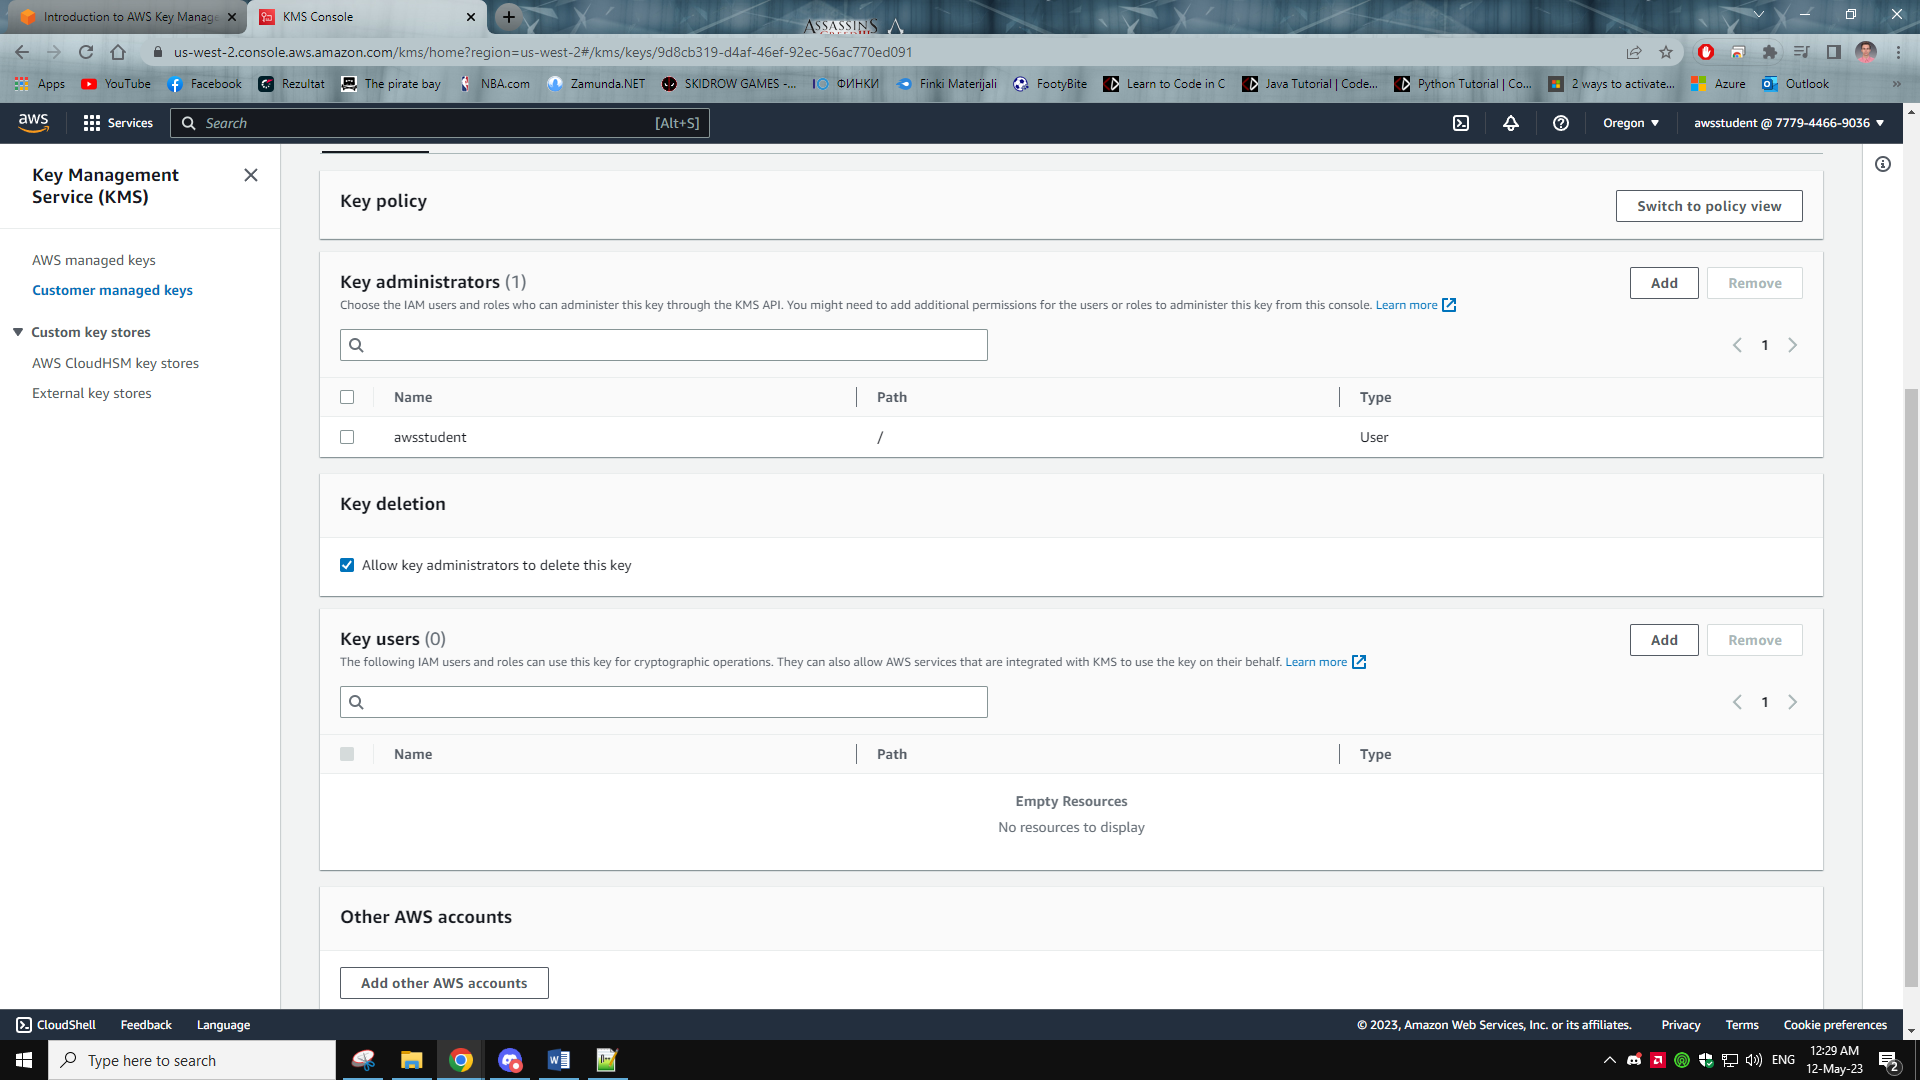 Introduction to AWS Key Manage
KMS Console
ASSASSINS
us-west-2.console.aws.amazon.com/kms/home?region=us-west-2#/kms/keys/9d8cb319-d4af-46ef-92ec-56ac770ed091
Apps YouTube Facebook Rezultat The pirate bay NBA.com Zamunda.NET SKIDROW GAMES -... ФИНКИ Finki Materijali FootyBite Learn to Code in C Java Tutorial | Code... Python Tutorial | Co... 2 ways to activate... Azure Outlook »
aws Services Search [Alt+S] Oregon awsstudent @ 7779-4466-9036
Key Management
Service (KMS)
AWS managed keys
Customer managed keys
Custom key stores
AWS CloudHSM key stores
External key stores
Key policy
Switch to policy view
Key administrators (1)
Add Remove
Choose the IAM users and roles who can administer this key through the KMS API. You might need to add additional permissions for the users or roles to administer this key from this console. Learn more
1
Name Path Type
awsstudent / User
Key deletion
Allow key administrators to delete this key
Key users (0)
Add Remove
The following IAM users and roles can use this key for cryptographic operations. They can also allow AWS services that are integrated with KMS to use the key on their behalf. Learn more
1
Name Path Type
Empty Resources
No resources to display
Other AWS accounts
Add other AWS accounts
CloudShell Feedback Language © 2023, Amazon Web Services, Inc. or its affiliates. Privacy Terms Cookie preferences
Type here to search
ENG
12:29 AM
12-May-23
2